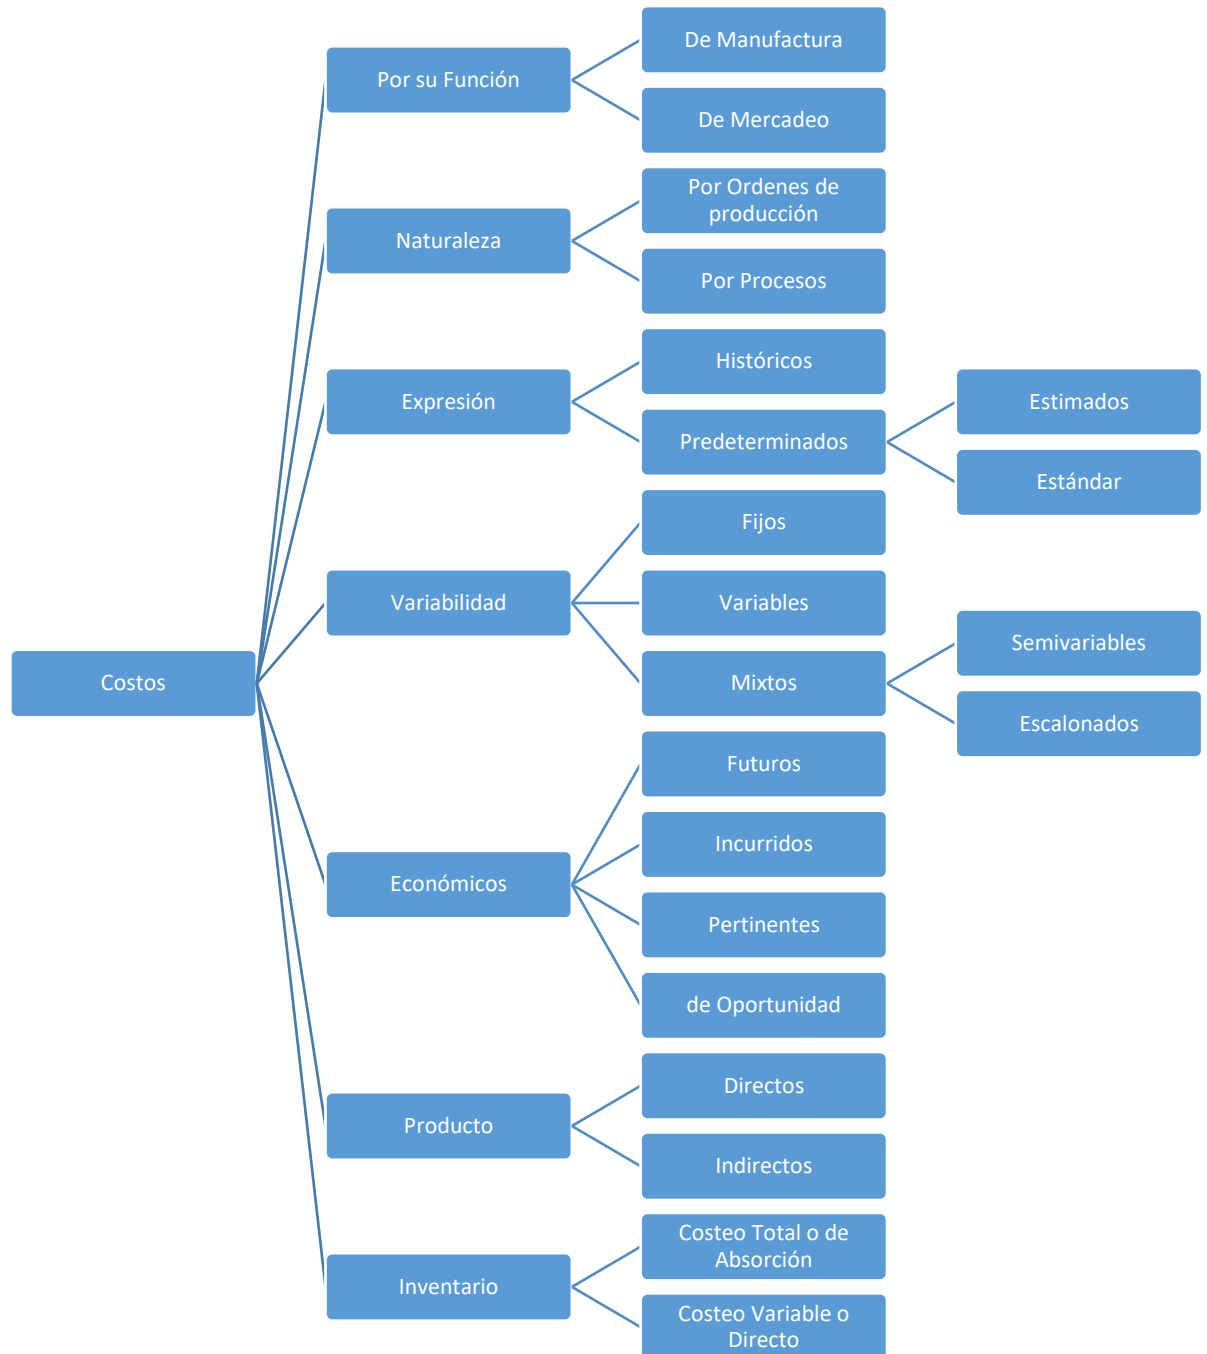 Costos
Por su Función
De Manufactura
De Mercadeo
Naturaleza
Por Ordenes de
producción
Por Procesos
Expresión
Históricos
Predeterminados
Estimados
Estándar
Variabilidad
Fijos
Variables
Mixtos
Semivariables
Escalonados
Económicos
Futuros
Incurridos
Pertinentes
de Oportunidad
Producto
Directos
Indirectos
Inventario
Costeo Total o de
Absorción
Costeo Variable o
Directo